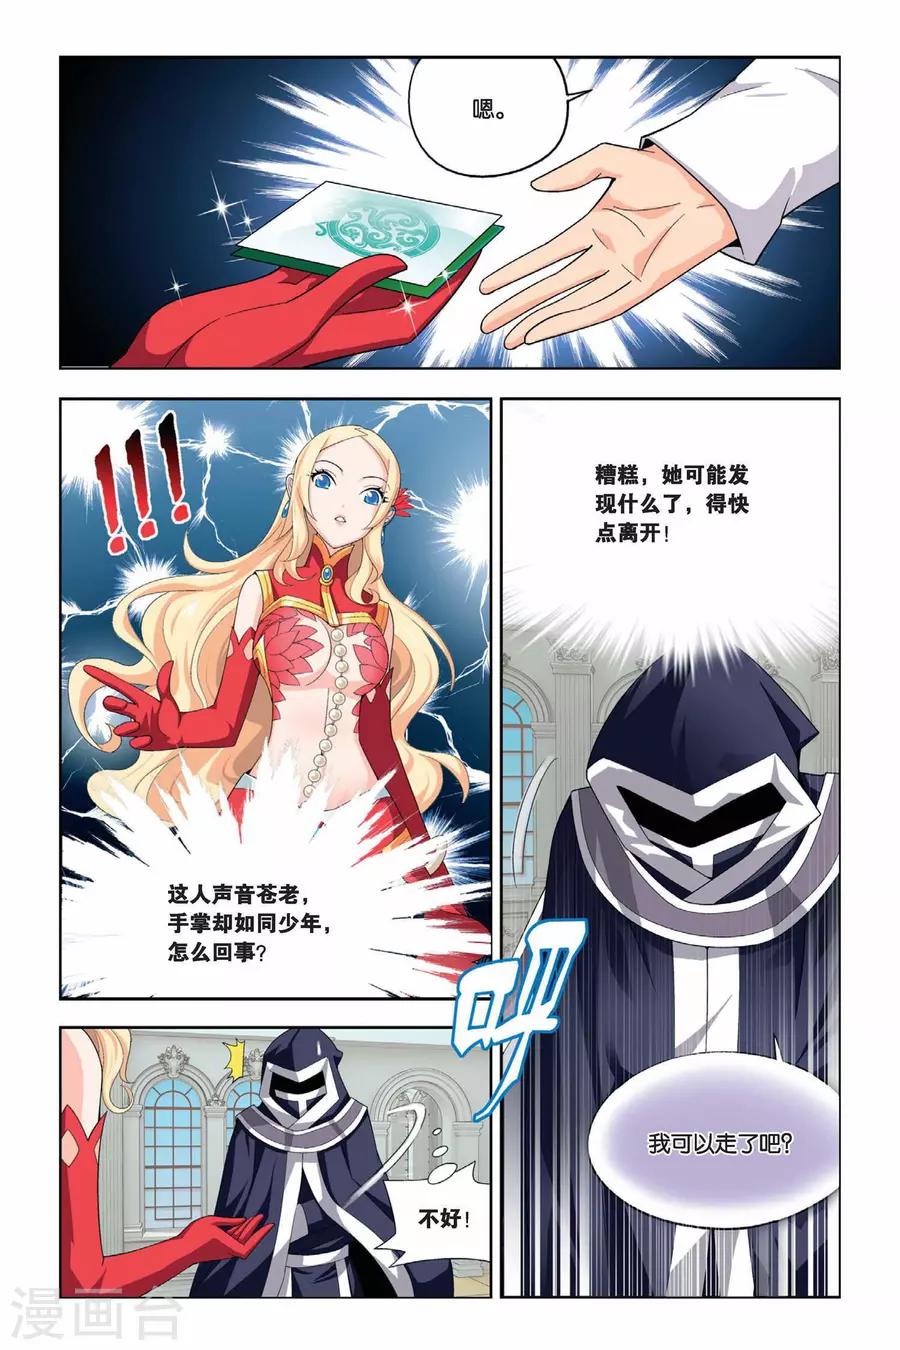 嗯。
!!!
这人声音苍老，
手掌却如同少年，
怎么回事？
不好！
呼
糟糕，她可能发
现什么了，得快
点离开！
我可以走了吧？
漫画台